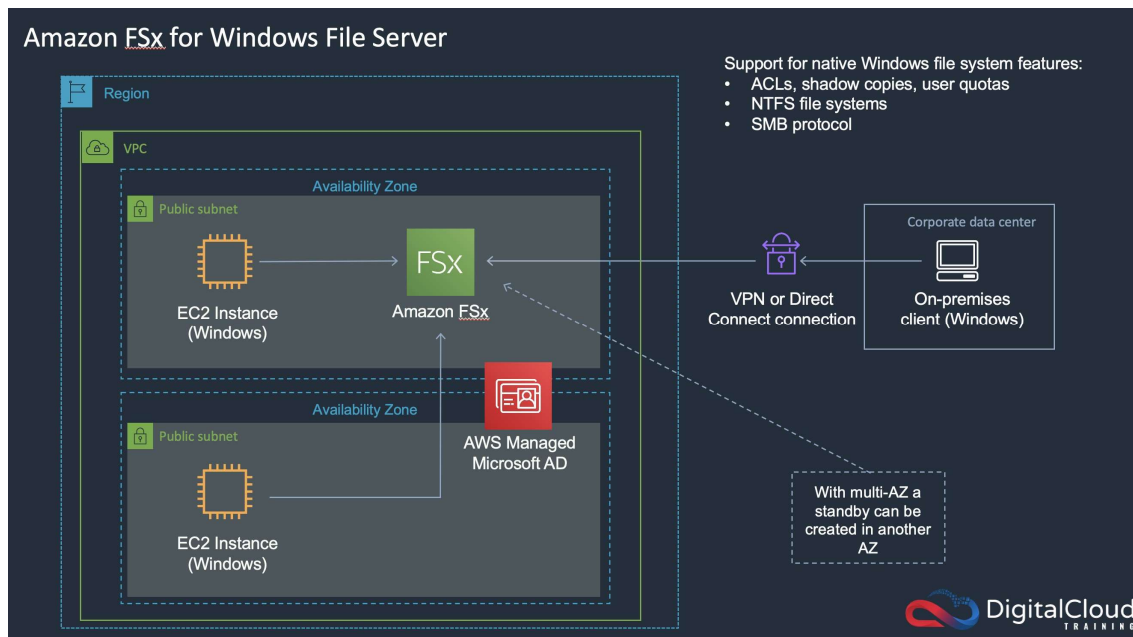 Amazon FSx for Windows File Server
Support for native Windows file system features:
• ACLs, shadow copies, user quotas
• NTFS file systems
• SMB protocol
Region
VPC
Availability Zone
Public subnet
EC2 Instance
(Windows)
FSx
Amazon FSx
VPN or Direct
Connect connection
Corporate data center
On-premises
client (Windows)
Availability Zone
Public subnet
AWS Managed
Microsoft AD
EC2 Instance
(Windows)
With multi-AZ a
standby can be
created in another
AZ
DigitalCloud
TRAINING